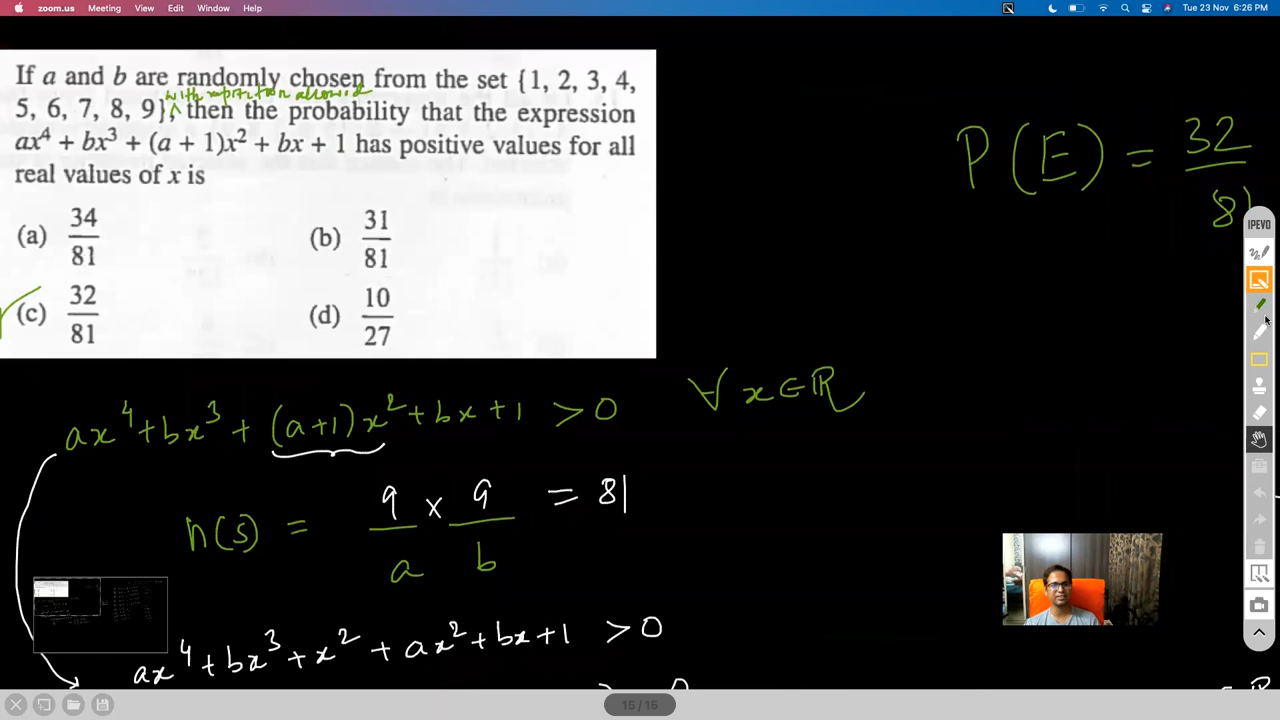 zoom.us Meeting View Edit Window Help Tue 23 Nov 6:26 PM
If a and b are randomly chosen from the set {1, 2, 3, 4,
with repetition allowed
5, 6, 7, 8, 9}, then the probability that the expression
ax⁴ + bx³ + (a + 1)x² + bx + 1 has positive values for all
real values of x is
(a) 34/81 (b) 31/81
(c) 32/81 (d) 10/27
P(E) = 32/81
IPEVO
ax⁴+bx³+(a+1)x²+bx+1 >0 ∀ x∈ℝ
n(s) = 9 × 9 = 81
a b
ax⁴+bx³+x²+ax²+bx+1 >0
15 / 15